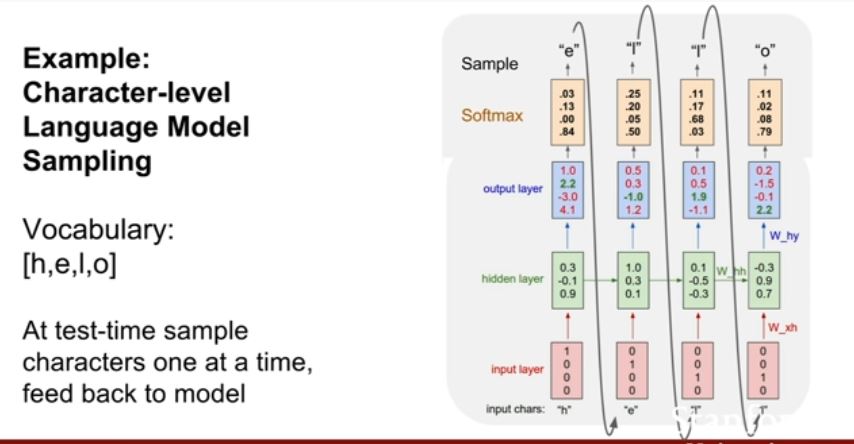 Example:
Character-level
Language Model
Sampling
Vocabulary:
[h,e,l,o]
At test-time sample
characters one at a time,
feed back to model
Sample "e" "l" "l" "o"
Softmax
.03 .25 .11 .11
.13 .20 .17 .02
.00 .05 .68 .08
.84 .50 .03 .79
output layer
1.0 0.5 0.1 0.2
2.2 0.3 0.5 -1.5
-3.0 -1.0 1.9 -0.1
4.1 1.2 -1.1 2.2
W_hy
hidden layer
0.3 1.0 0.1 W_hh -0.3
-0.1 0.3 -0.5 0.9
0.9 0.1 -0.3 0.7
W_xh
input layer
1 0 0 0
0 1 0 0
0 0 1 1
0 0 0 0
input chars: "h" "e" "l" "l"